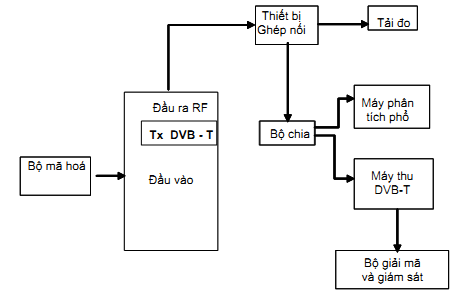 Thiết bị
Ghép nối
Tải đo
Đầu ra RF
Tx DVB - T
Đầu vào
Bộ mã hoá
Bộ chia
Máy phân
tích phổ
Máy thu
DVB-T
Bộ giải mã
và giám sát